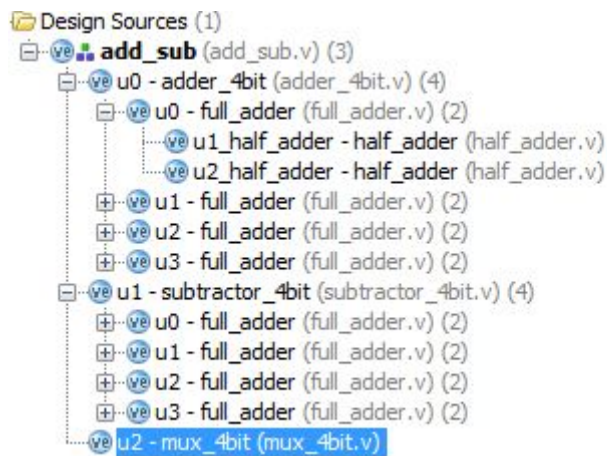 Design Sources (1)
add_sub (add_sub.v) (3)
u0 - adder_4bit (adder_4bit.v) (4)
u0 - full_adder (full_adder.v) (2)
u1_half_adder - half_adder (half_adder.v)
u2_half_adder - half_adder (half_adder.v)
u1 - full_adder (full_adder.v) (2)
u2 - full_adder (full_adder.v) (2)
u3 - full_adder (full_adder.v) (2)
u1 - subtractor_4bit (subtractor_4bit.v) (4)
u0 - full_adder (full_adder.v) (2)
u1 - full_adder (full_adder.v) (2)
u2 - full_adder (full_adder.v) (2)
u3 - full_adder (full_adder.v) (2)
u2 - mux_4bit (mux_4bit.v)